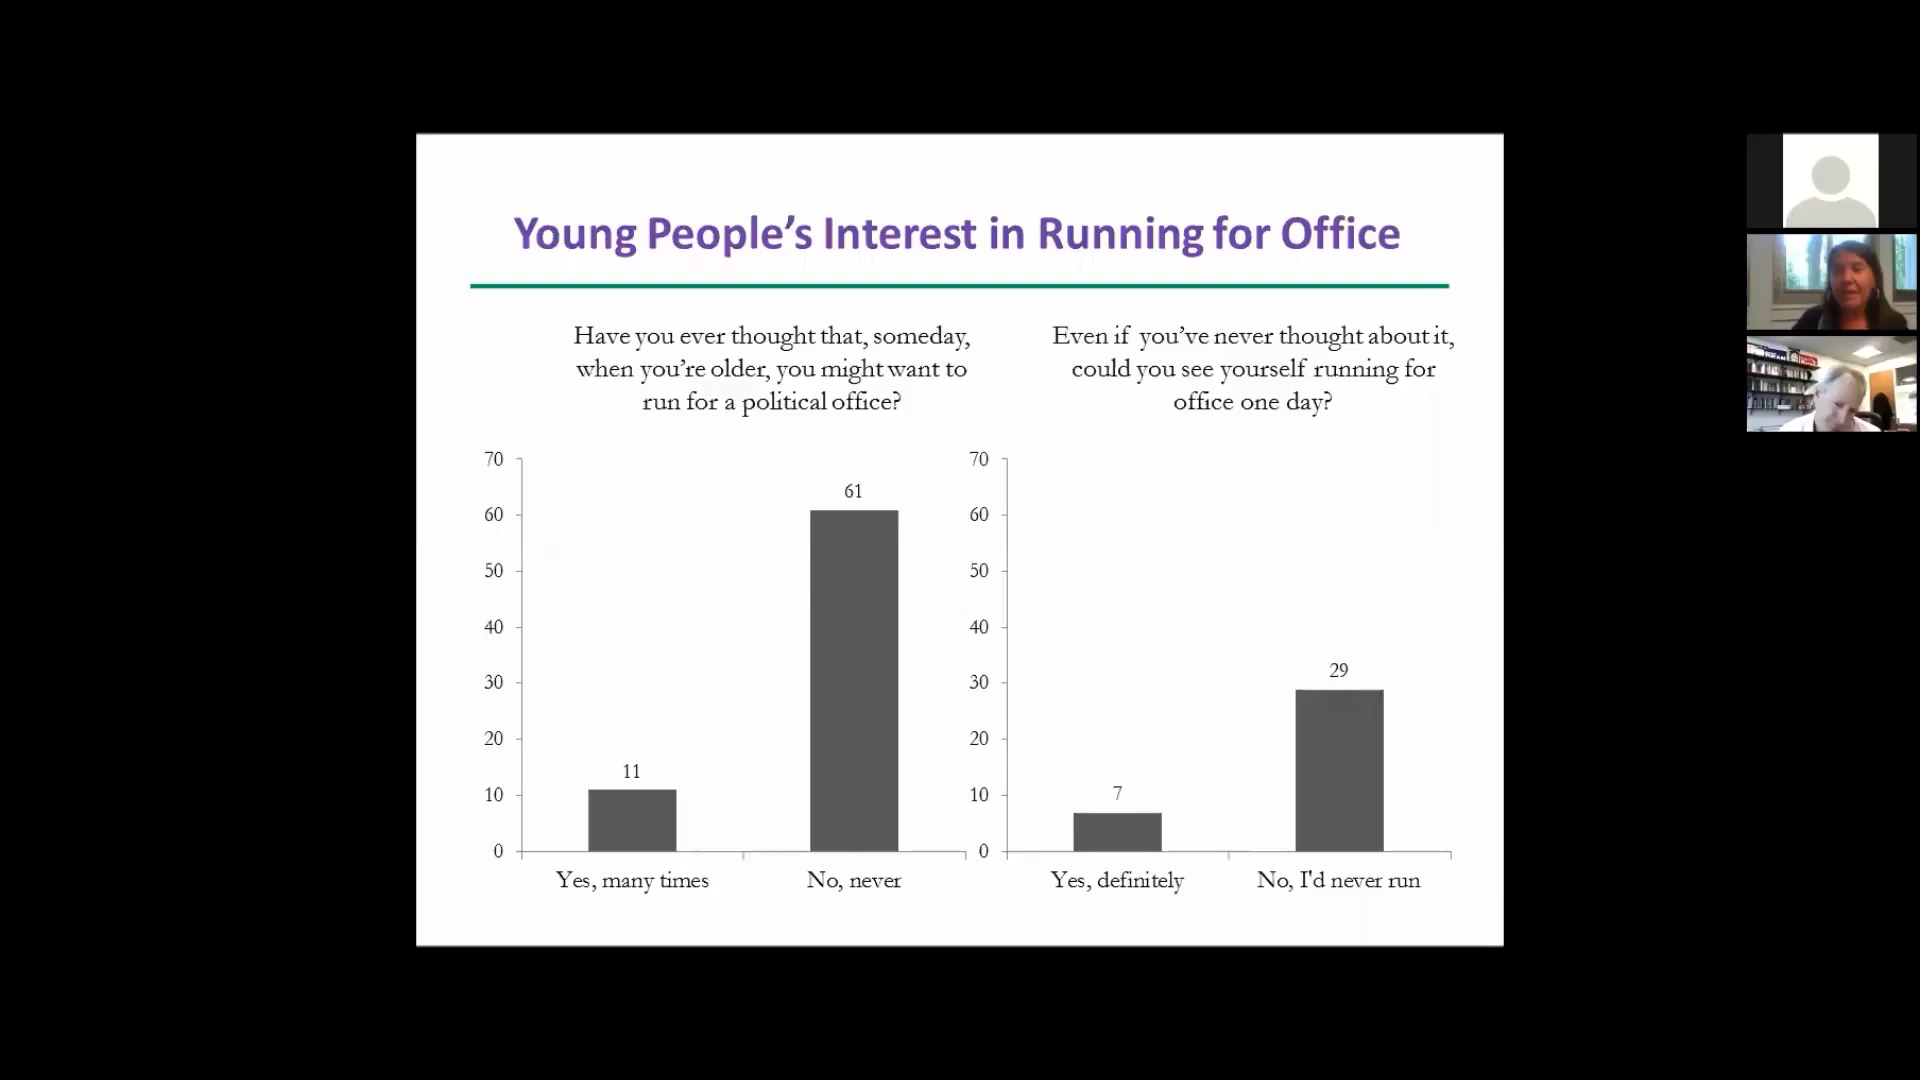 Young People’s Interest in Running for Office
Have you ever thought that, someday,
when you’re older, you might want to
run for a political office?
70
60
50
40
30
20
10
0
61
11
Yes, many times
No, never
Even if you’ve never thought about it,
could you see yourself running for
office one day?
70
60
50
40
30
20
10
0
29
7
Yes, definitely
No, I'd never run